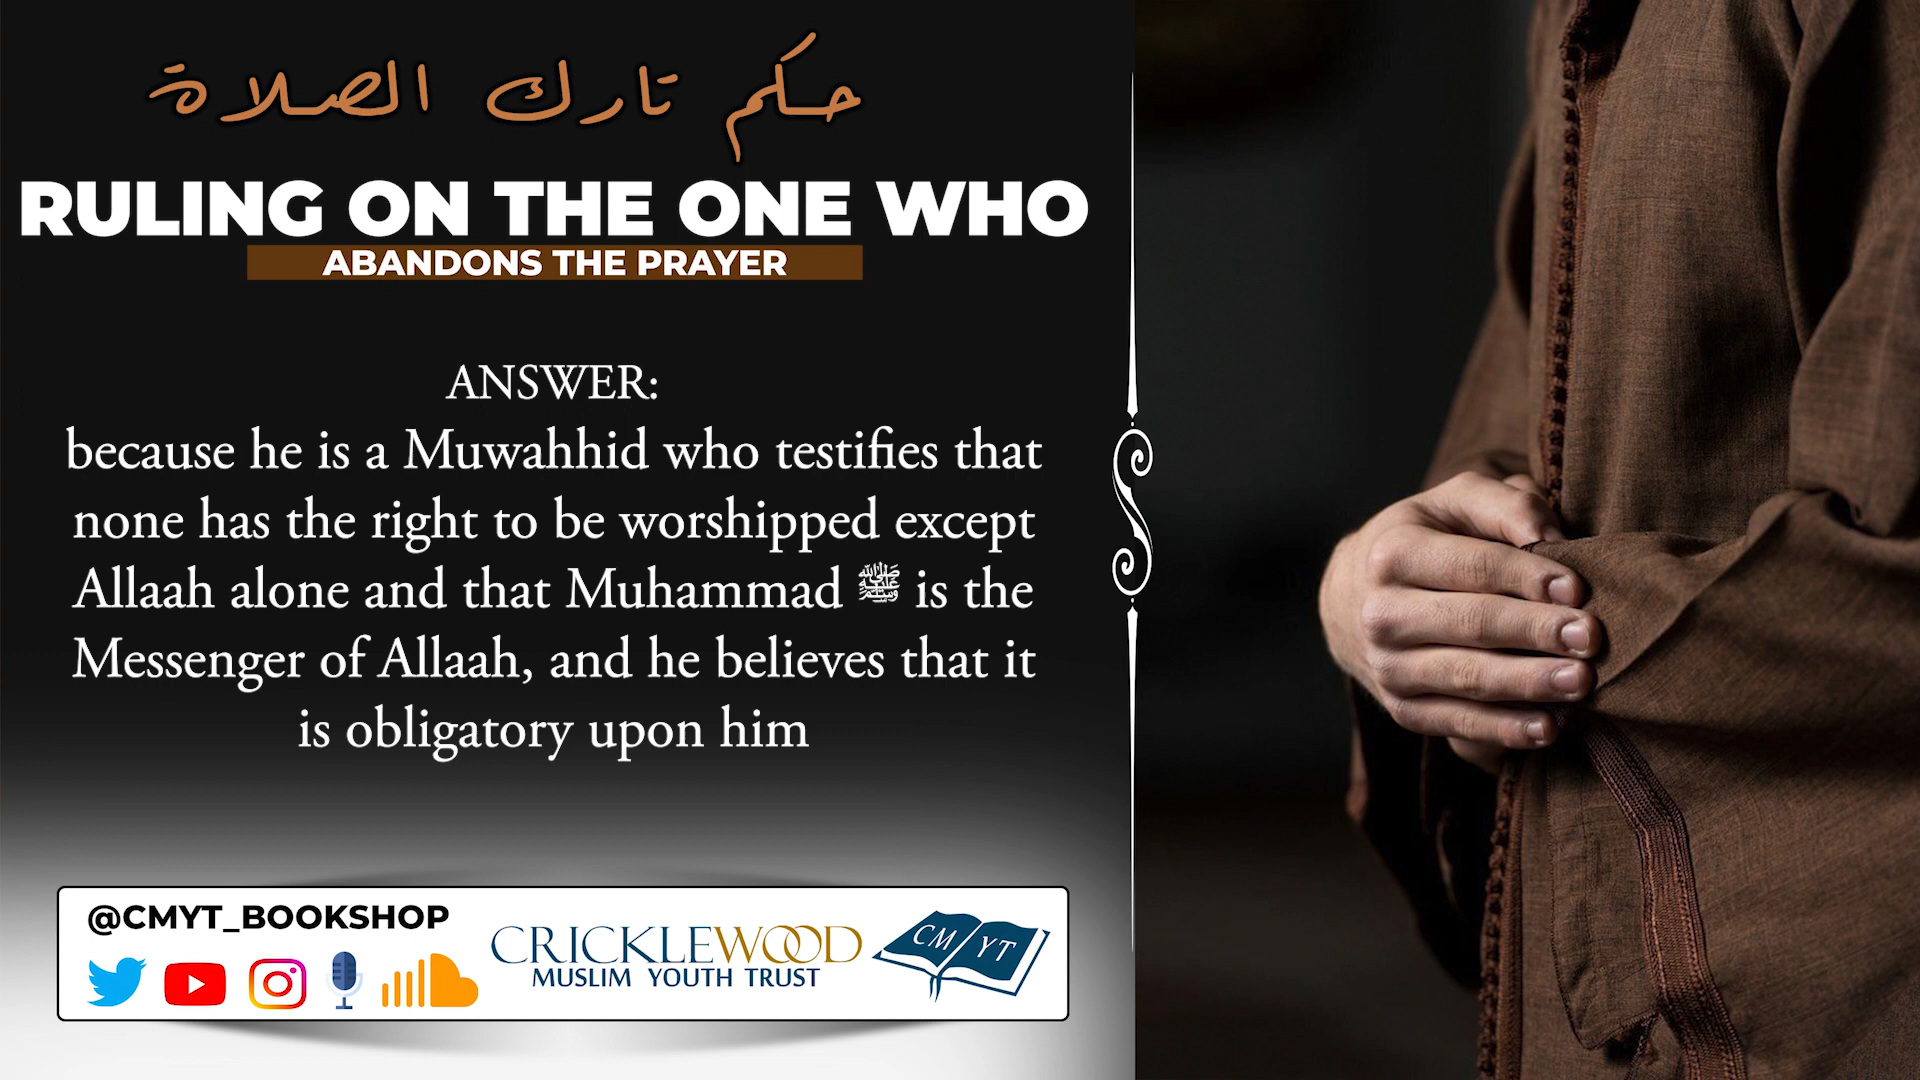 حكم تارك الصلاة
RULING ON THE ONE WHO
ABANDONS THE PRAYER
ANSWER:
because he is a Muwahhid who testifies that
none has the right to be worshipped except
Allaah alone and that Muhammad ﷺ is the
Messenger of Allaah, and he believes that it
is obligatory upon him
@CMYT_BOOKSHOP
CRICKLEWOOD
MUSLIM YOUTH TRUST
CM YT